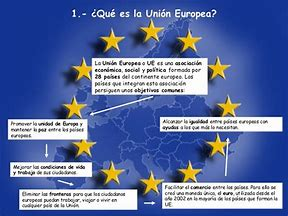 1.- ¿Qué es la Unión Europea?
La Unión Europea o UE es una asociación
económica, social y política formada por
28 países del continente europeo. Los
países que integran esta asociación
persiguen unos objetivos comunes:
Promover la unidad de Europa y
mantener la paz entre los países
europeos.
Alcanzar la igualdad entre países europeos con
ayudas a los que más lo necesitan.
Mejorar las condiciones de vida
y trabajo de sus ciudadanos.
Eliminar las fronteras para que los ciudadanos
europeos puedan trabajar, viajar o vivir en
cualquier país de la Unión
Facilitar el comercio entre los países. Para ello se
creó una moneda única, el euro, utilizada desde el
año 2002 en la mayoría de los países que forman la
UE.